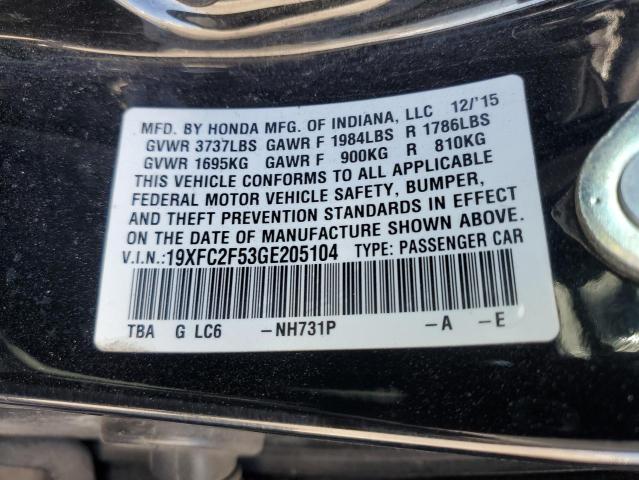 MFD. BY HONDA MFG. OF INDIANA, LLC 12/'15
GVWR 3737LBS GAWR F 1984LBS R 1786LBS
GVWR 1695KG GAWR F 900KG R 810KG
THIS VEHICLE CONFORMS TO ALL APPLICABLE
FEDERAL MOTOR VEHICLE SAFETY, BUMPER,
AND THEFT PREVENTION STANDARDS IN EFFECT
ON THE DATE OF MANUFACTURE SHOWN ABOVE.
V.I.N.:19XFC2F53GE205104 TYPE: PASSENGER CAR
TBA G LC6 -NH731P -A -E